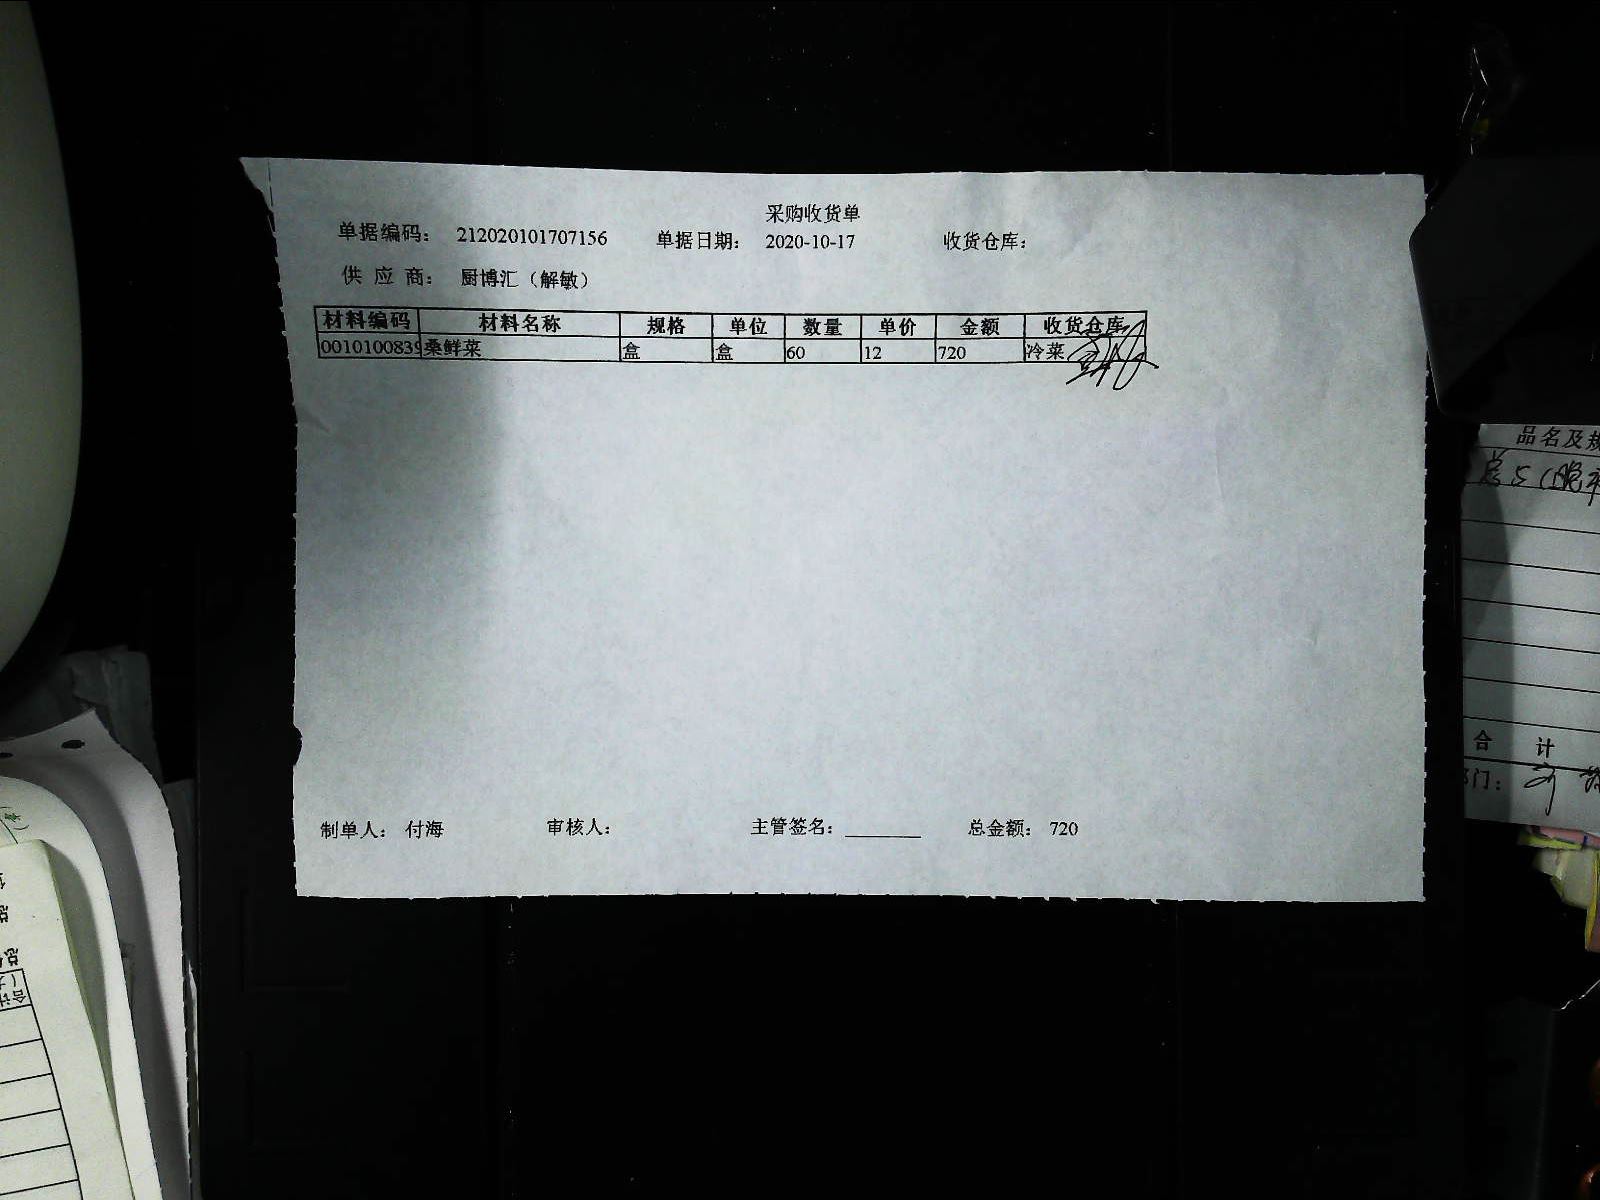 采购收货单
单据编码： 212020101707156 单据日期： 2020-10-17 收货仓库：
供 应 商： 厨博汇（解敏）
材料编码 材料名称 规格 单位 数量 单价 金额 收货仓库
0010100839 桑鲜菜 盒 盒 60 12 720 冷菜
制单人： 付海 审核人： 主管签名： 总金额： 720
品名及规
合 计
门：